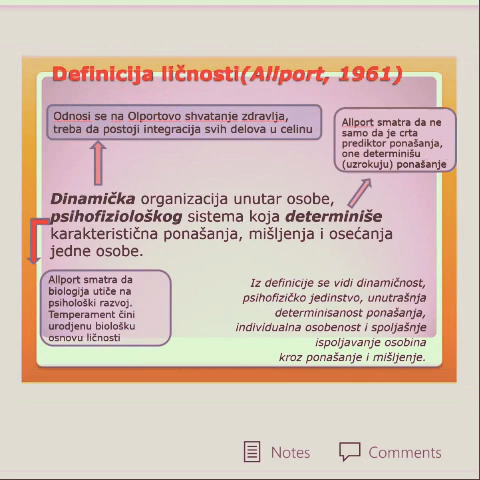 Definicija ličnosti(Allport, 1961)
Odnosi se na Olportovo shvatanje zdravlja,
treba da postoji integracija svih delova u celinu
Allport smatra da ne
samo da je crta
prediktor ponašanja,
one determinišu
(uzrokuju) ponašanje
Dinamička organizacija unutar osobe,
psihofiziološkog sistema koja determiniše
karakteristična ponašanja, mišljenja i osećanja
jedne osobe.
Allport smatra da
biologija utiče na
psihološki razvoj.
Temperament čini
urodjenu biološku
osnovu ličnosti
Iz definicije se vidi dinamičnost,
psihofizičko jedinstvo, unutrašnja
determinisanost ponašanja,
individualna osobenost i spoljašnje
ispoljavanje osobina
kroz ponašanje i mišljenje.
Notes
Comments